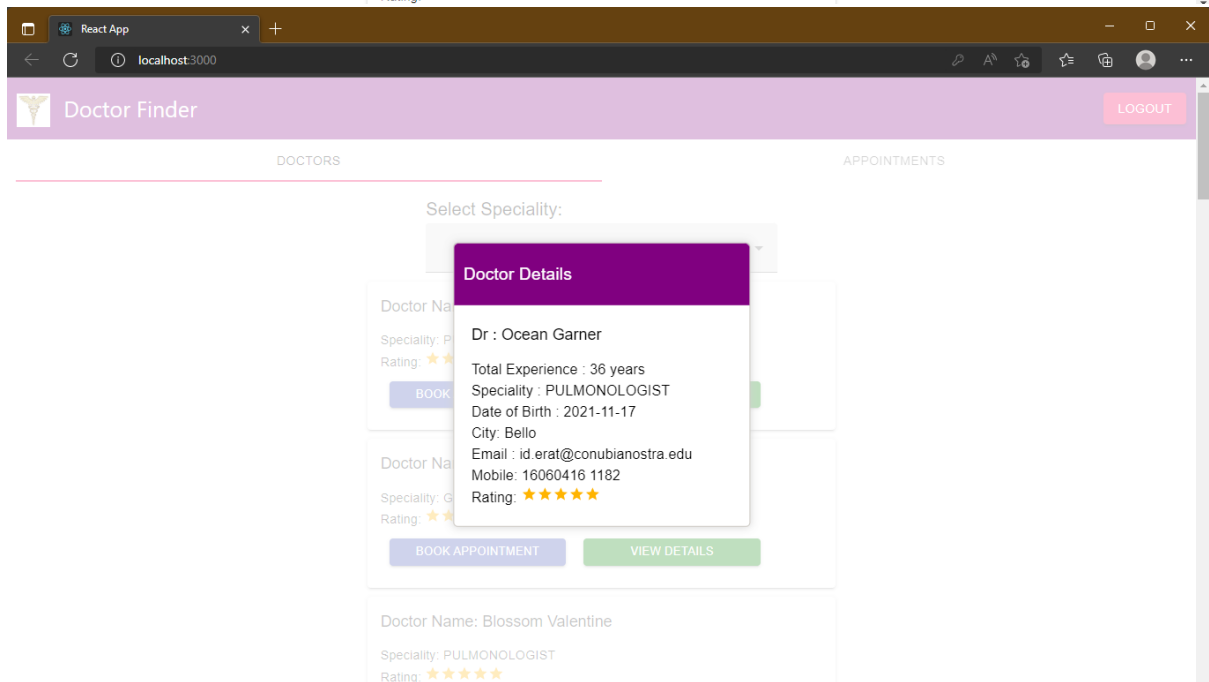 Rating:
React App
localhost:3000
Doctor Finder
LOGOUT
DOCTORS
APPOINTMENTS
Select Speciality:
Doctor Details
Doctor Na
Speciality: P
Rating:
BOOK
Dr : Ocean Garner
Total Experience : 36 years
Speciality : PULMONOLOGIST
Date of Birth : 2021-11-17
City: Bello
Email : id.erat@conubianostra.edu
Mobile: 16060416 1182
Rating:
Doctor Na
Speciality: G
Rating:
BOOK APPOINTMENT
VIEW DETAILS
Doctor Name: Blossom Valentine
Speciality: PULMONOLOGIST
Rating: